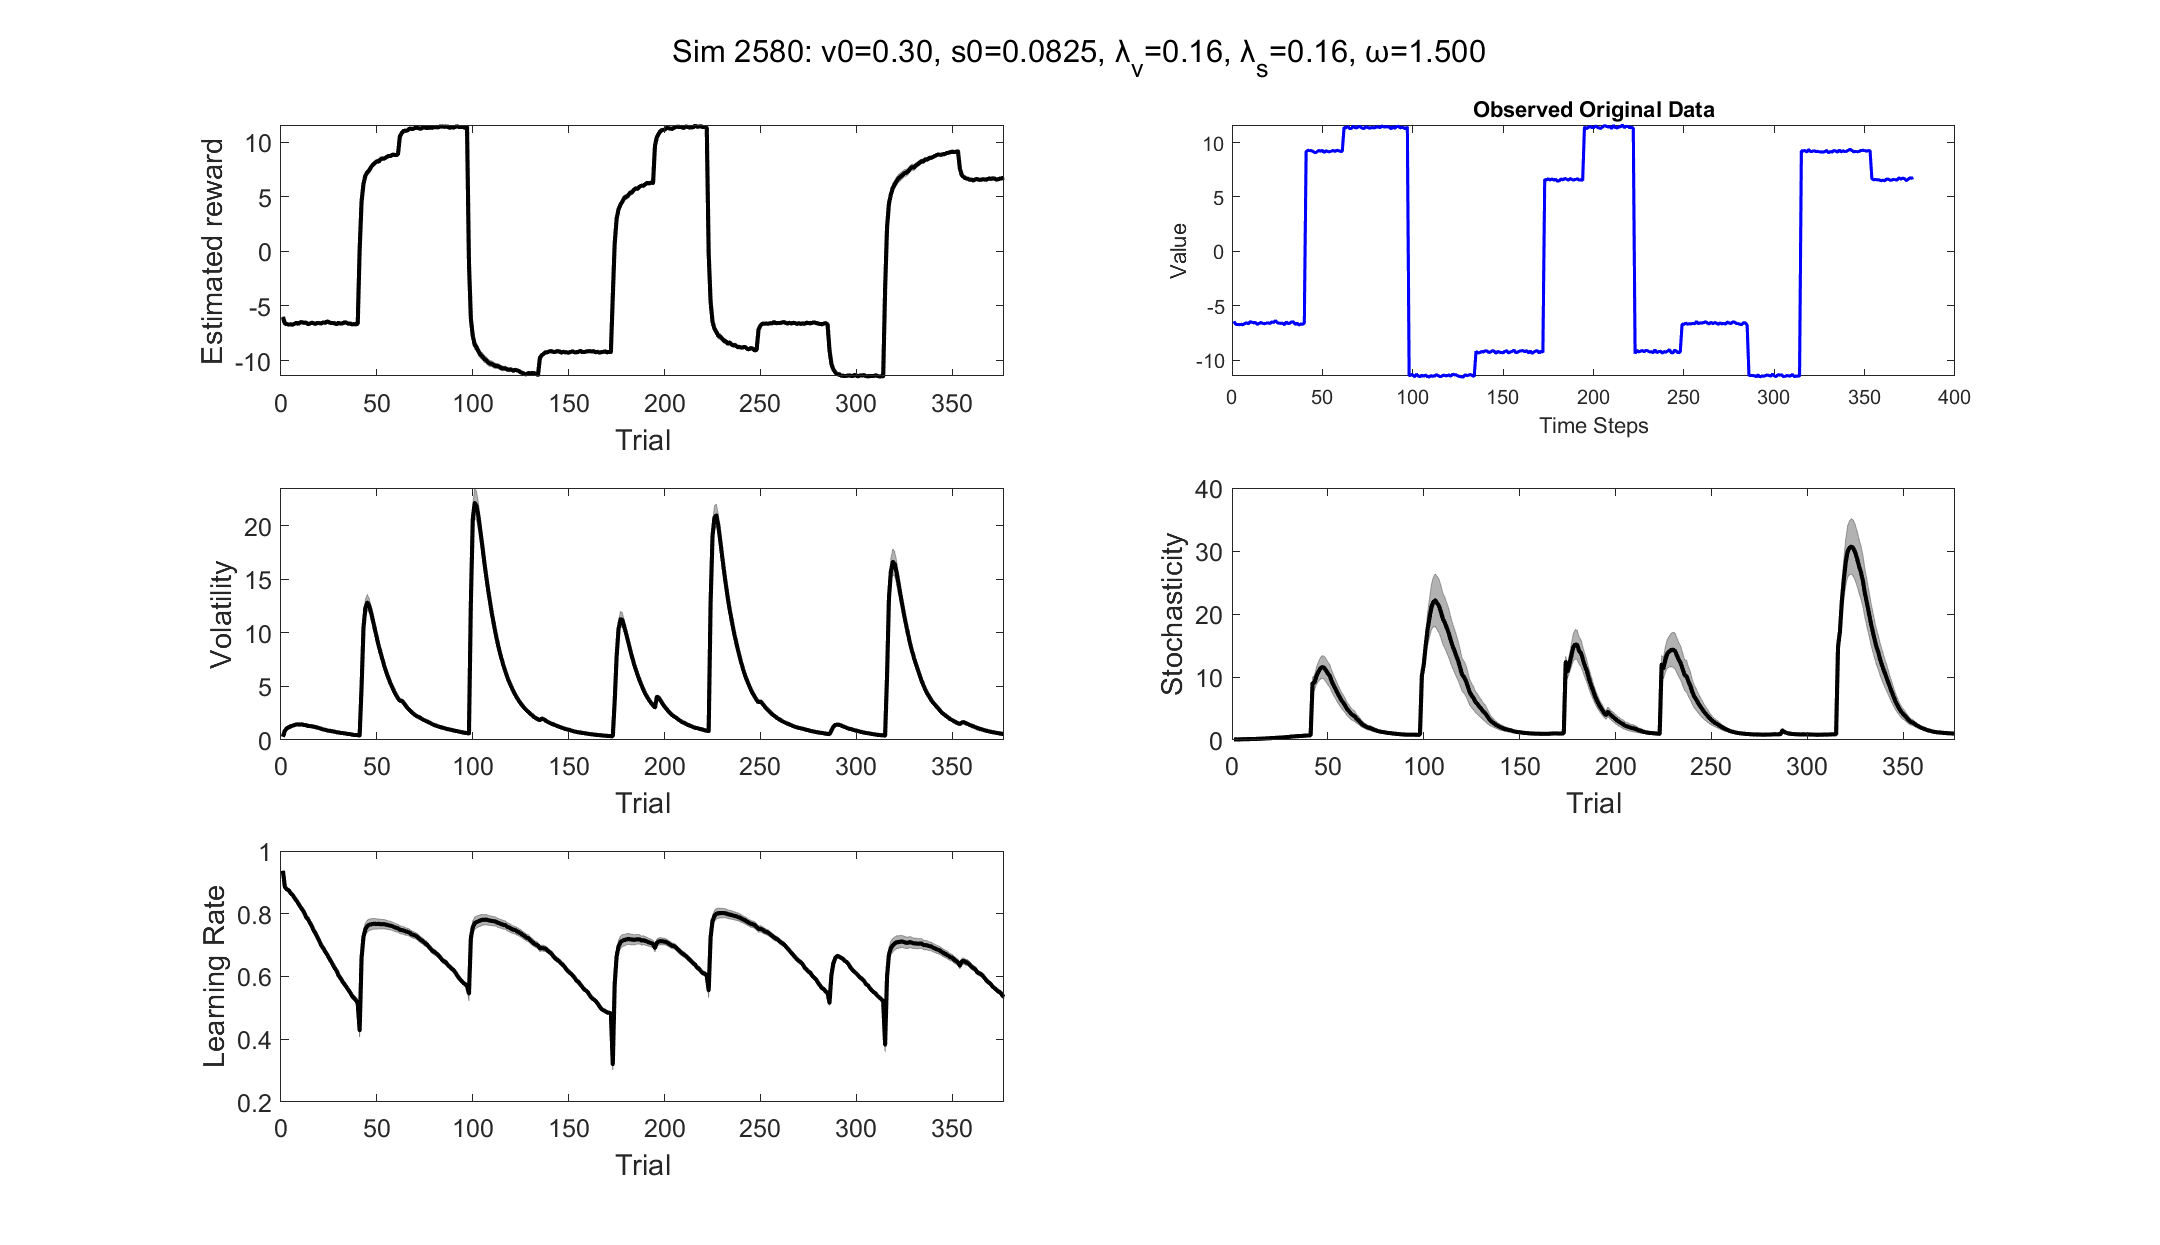 Sim 2580: v0=0.30, s0=0.0825, λv=0.16, λs=0.16, ω=1.500
Estimated reward
10
5
0
-5
-10
0 50 100 150 200 250 300 350
Trial
Observed Original Data
Value
10
5
0
-5
-10
0 50 100 150 200 250 300 350 400
Time Steps
Volatility
20
15
10
5
0
0 50 100 150 200 250 300 350
Trial
Stochasticity
40
30
20
10
0
0 50 100 150 200 250 300 350
Trial
Learning Rate
1
0.8
0.6
0.4
0.2
0 50 100 150 200 250 300 350
Trial